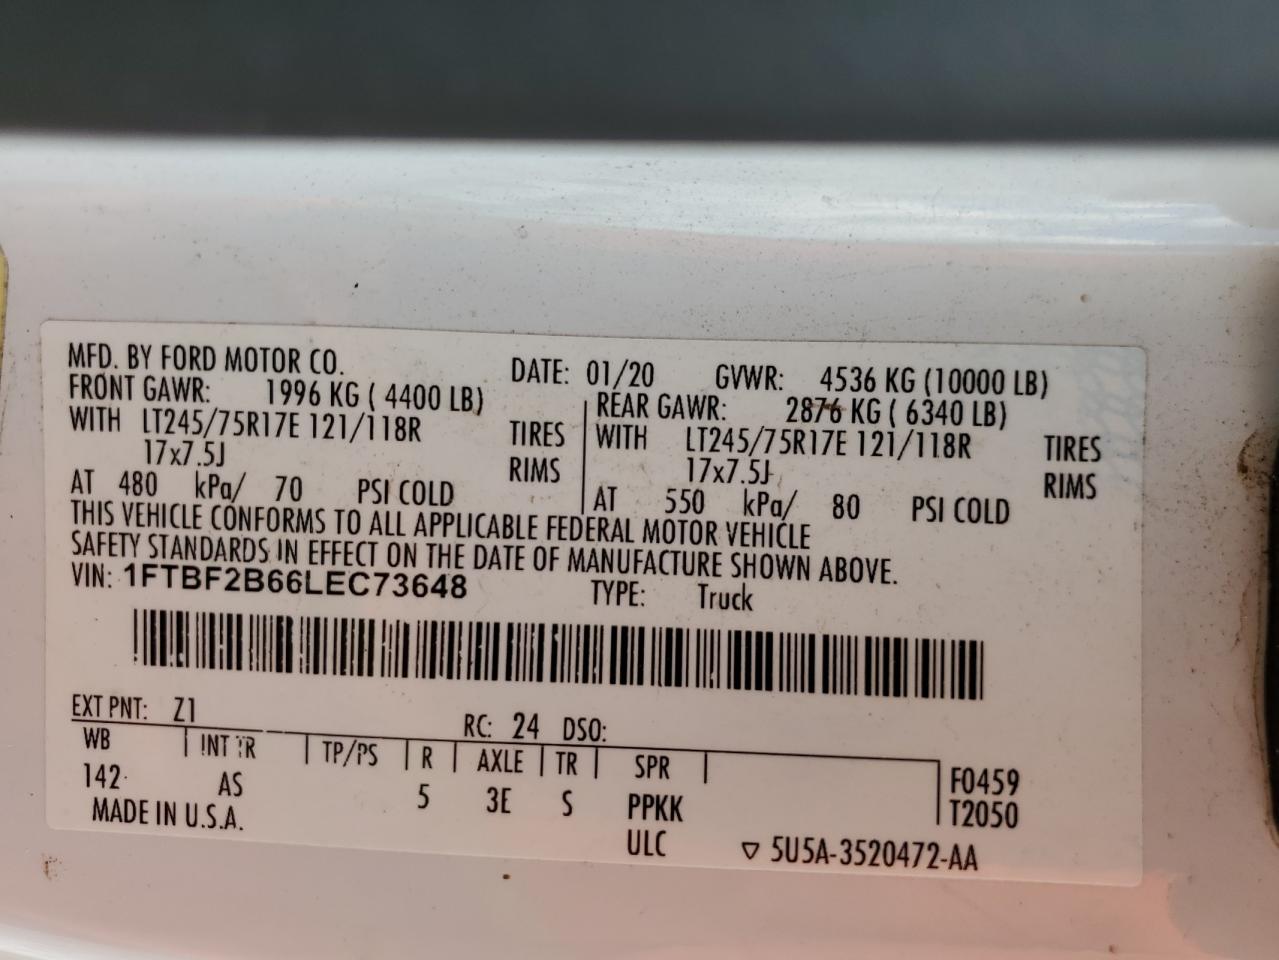 MFD. BY FORD MOTOR CO. DATE: 01/20 GVWR: 4536 KG (10000 LB)
FRONT GAWR: 1996 KG ( 4400 LB) REAR GAWR: 2876 KG ( 6340 LB)
WITH LT245/75R17E 121/118R TIRES WITH LT245/75R17E 121/118R TIRES
17x7.5J RIMS 17x7.5J RIMS
AT 480 kPa/ 70 PSI COLD AT 550 kPa/ 80 PSI COLD
THIS VEHICLE CONFORMS TO ALL APPLICABLE FEDERAL MOTOR VEHICLE
SAFETY STANDARDS IN EFFECT ON THE DATE OF MANUFACTURE SHOWN ABOVE.
VIN: 1FTBF2B66LEC73648 TYPE: Truck
EXT PNT: Z1 RC: 24 DSO:
WB INT TR TP/PS R AXLE TR SPR F0459
142 AS 5 3E S PPKK T2050
MADE IN U.S.A. ULC ▽ 5U5A-3520472-AA